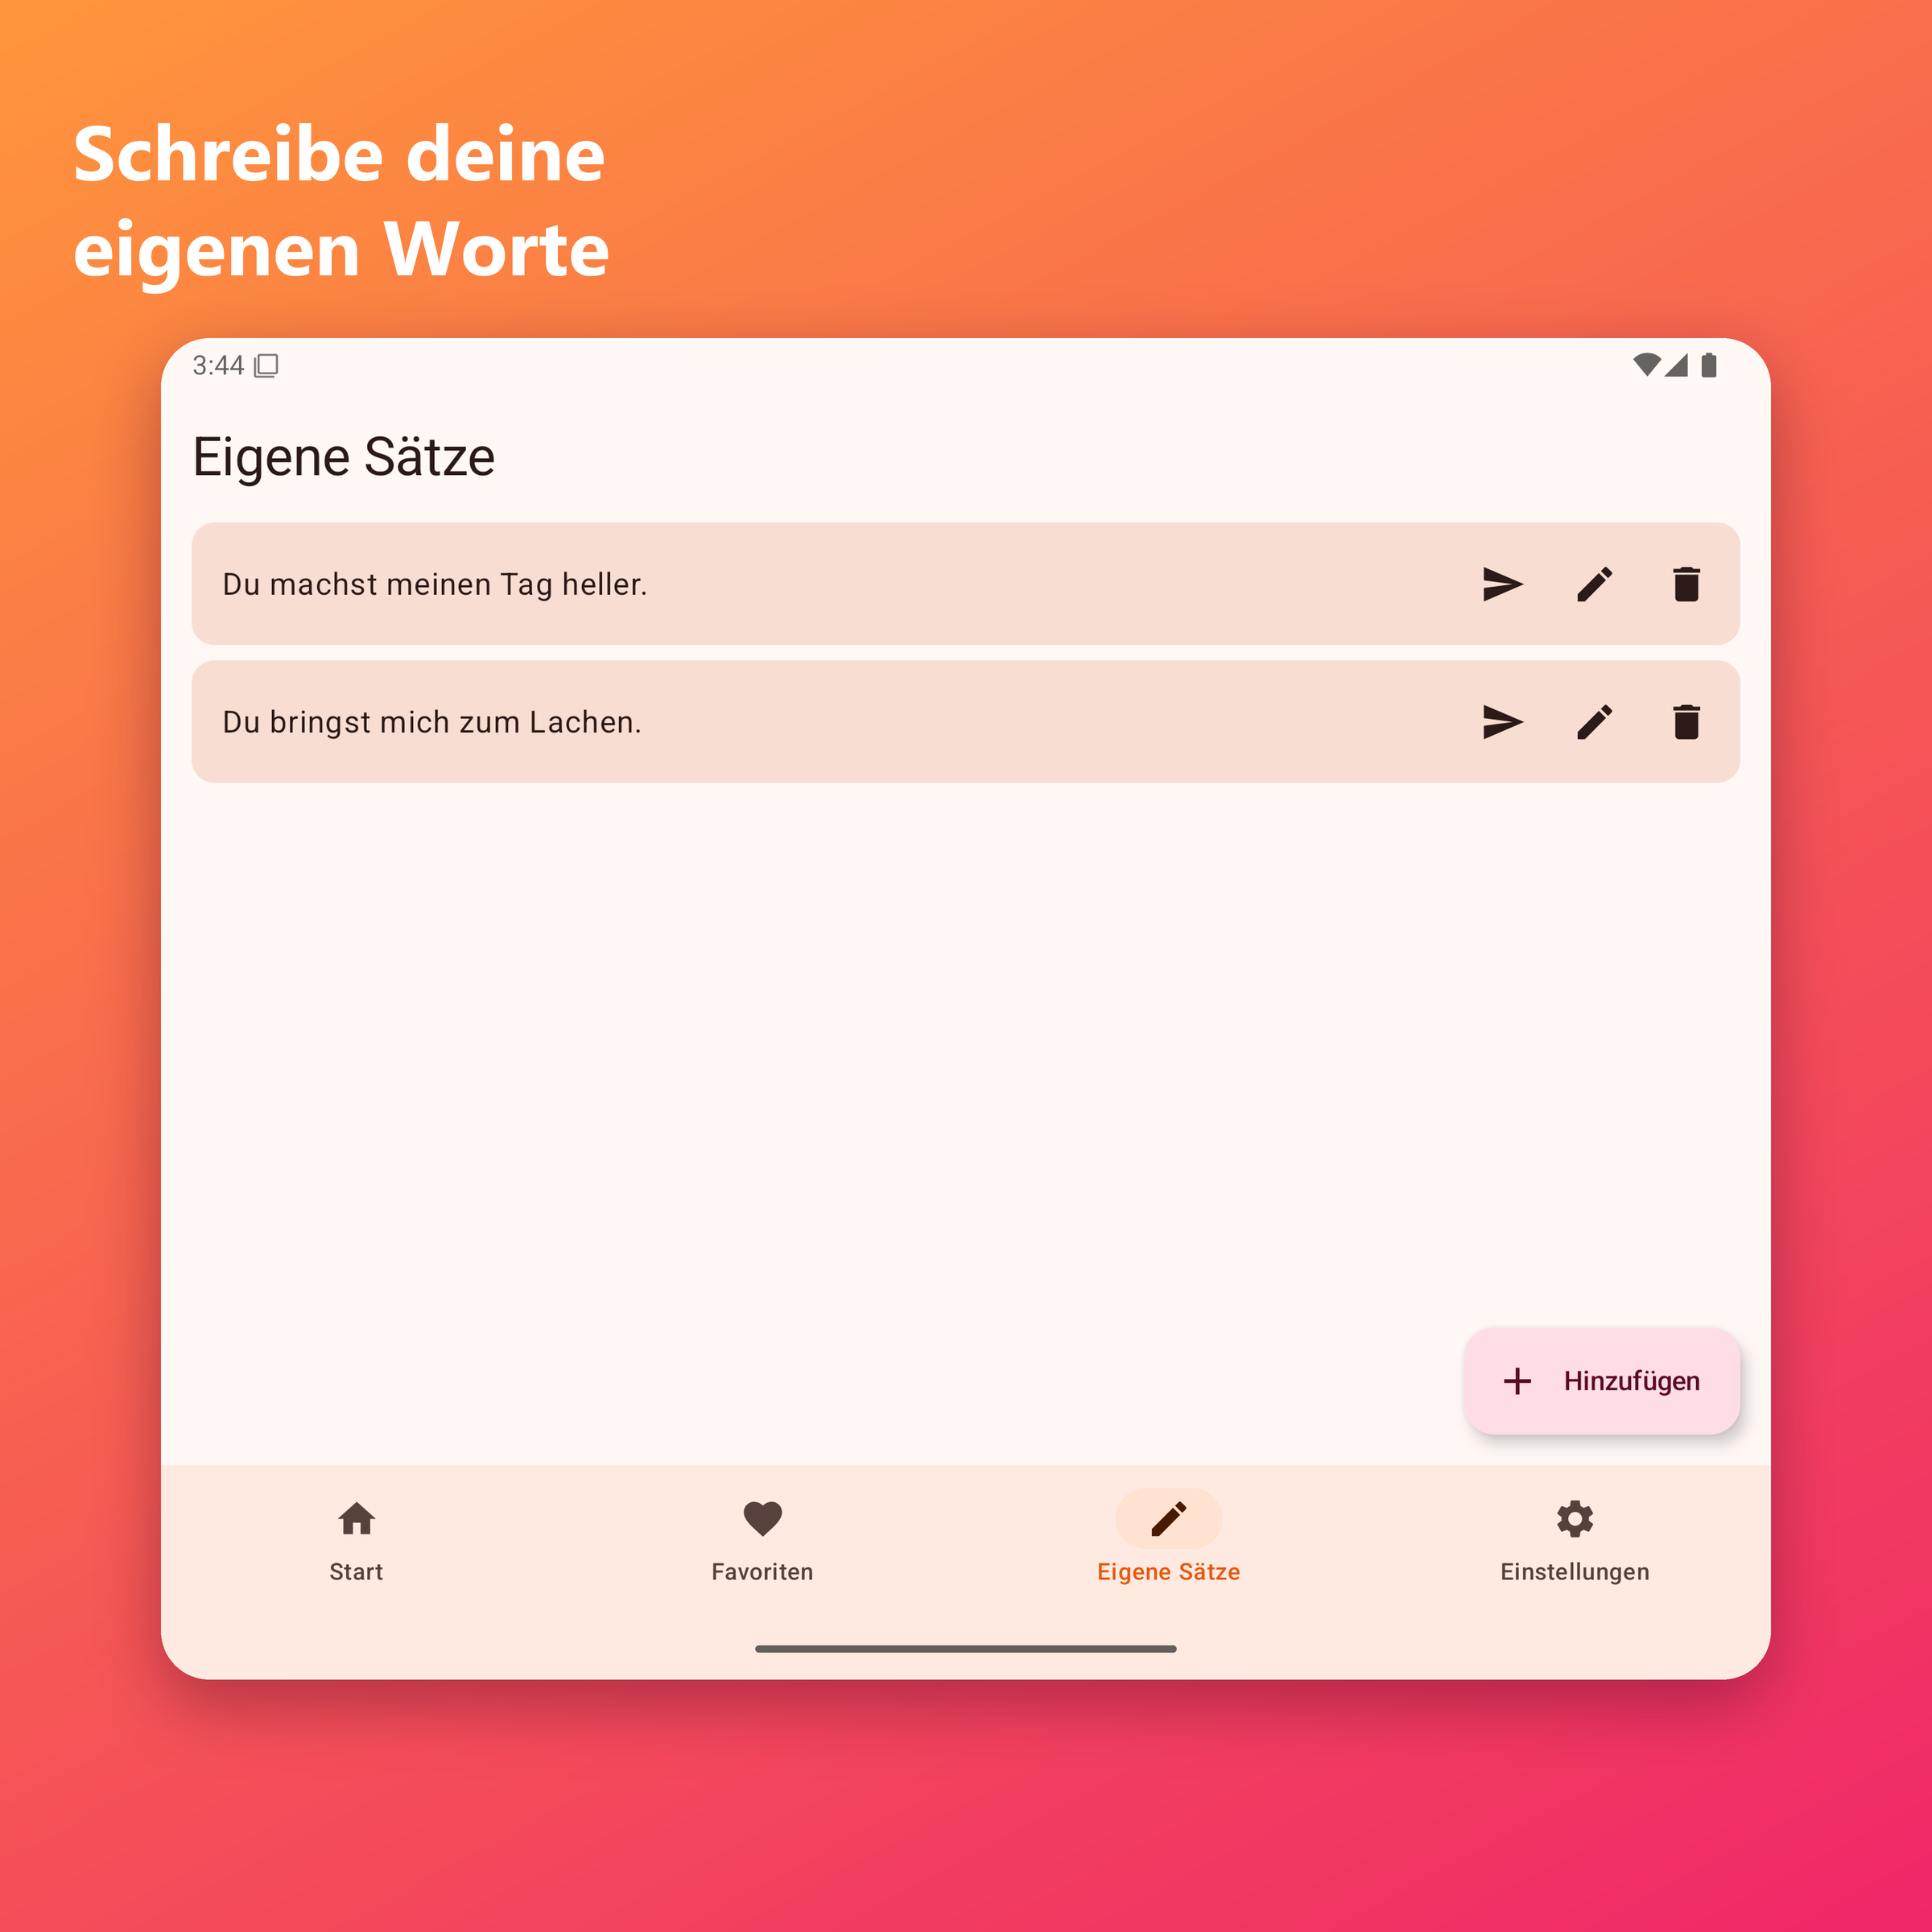 Schreibe deine
eigenen Worte
3:44
Eigene Sätze
Du machst meinen Tag heller.
Du bringst mich zum Lachen.
Hinzufügen
Start
Favoriten
Eigene Sätze
Einstellungen